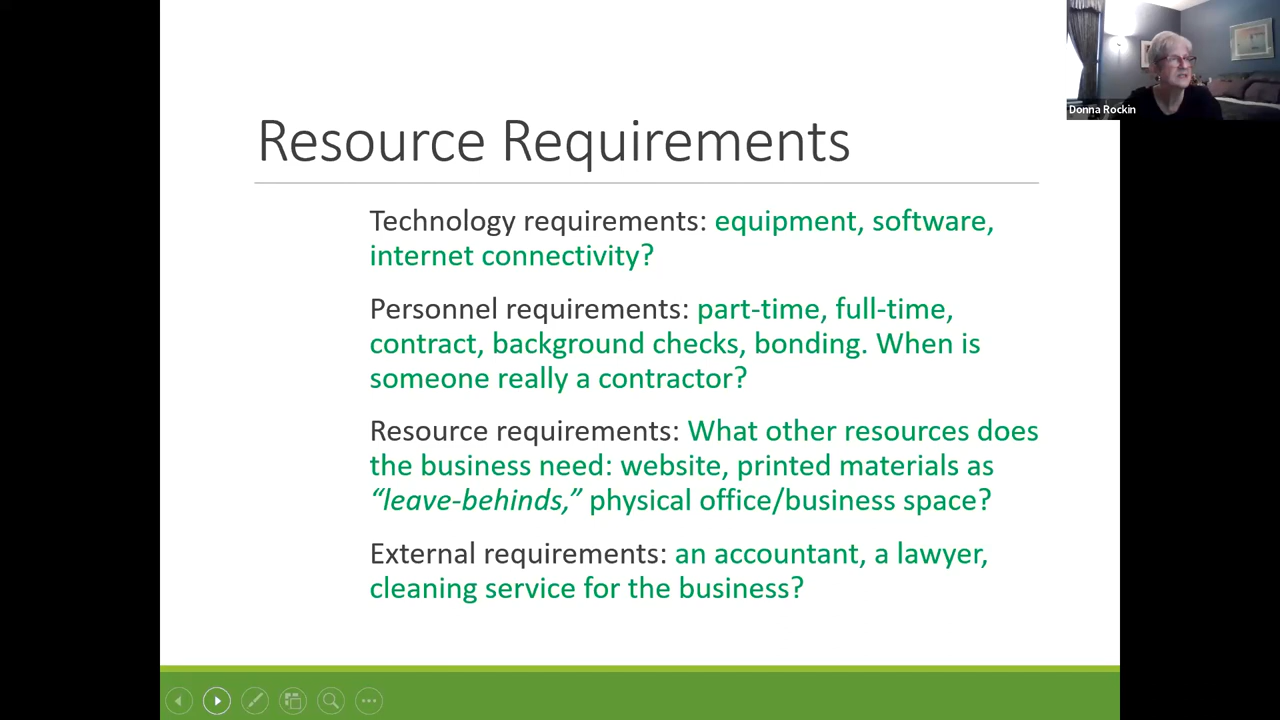 Donna Rockin
Resource Requirements
Technology requirements: equipment, software,
internet connectivity?
Personnel requirements: part-time, full-time,
contract, background checks, bonding. When is
someone really a contractor?
Resource requirements: What other resources does
the business need: website, printed materials as
“leave-behinds,” physical office/business space?
External requirements: an accountant, a lawyer,
cleaning service for the business?